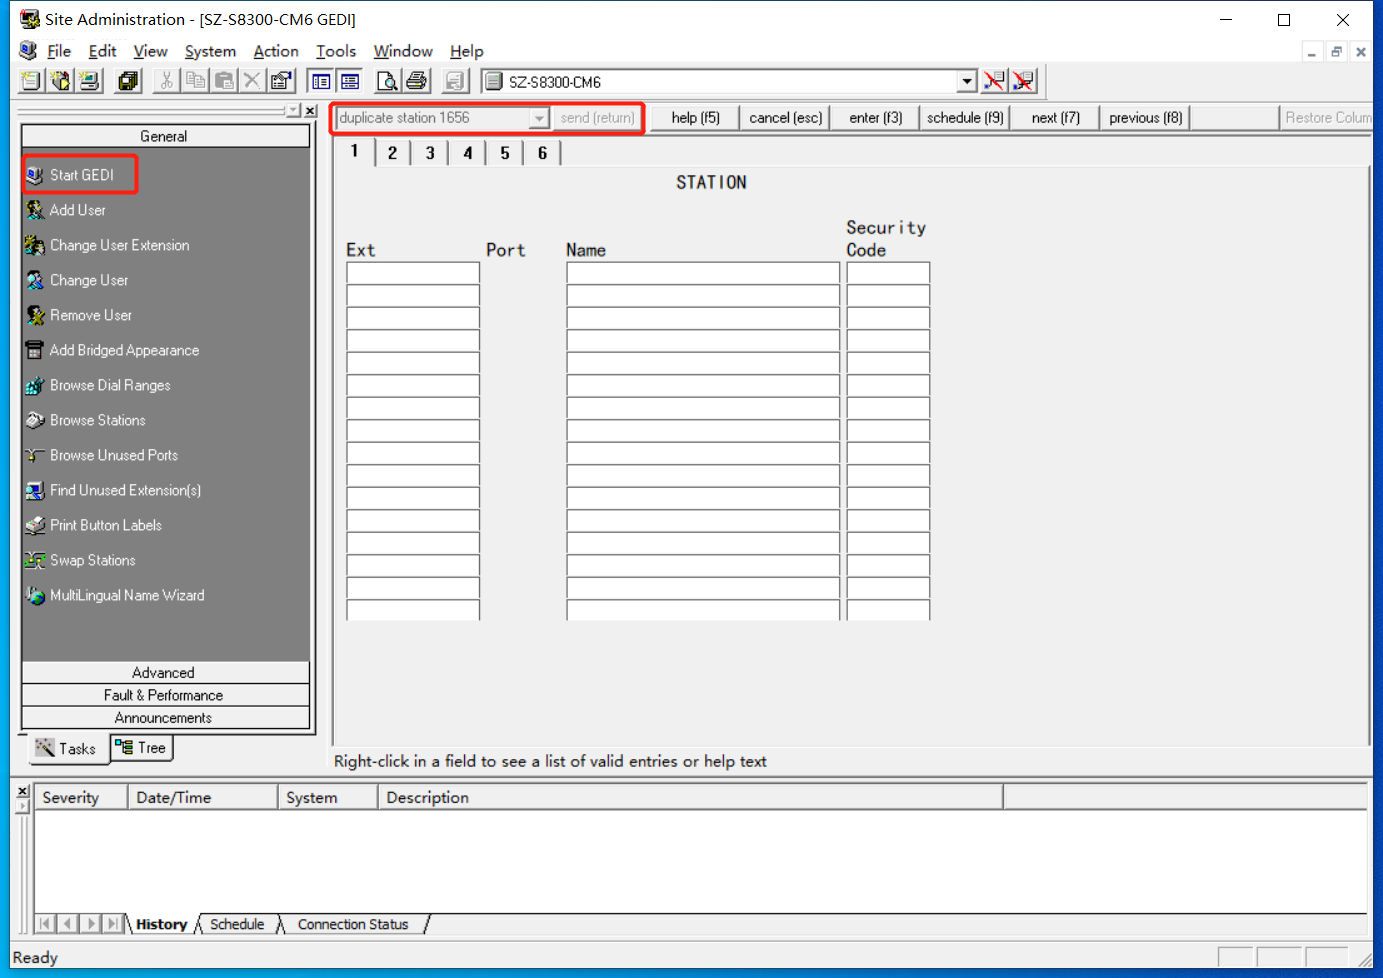 Site Administration - [SZ-S8300-CM6 GEDI]
File Edit View System Action Tools Window Help
SZ-S8300-CM6
General
duplicate station 1656 send (return) help (f5) cancel (esc) enter (f3) schedule (f9) next (f7) previous (f8) Restore Colum
1 2 3 4 5 6
Start GEDI
Add User
Change User Extension
Change User
Remove User
Add Bridged Appearance
Browse Dial Ranges
Browse Stations
Browse Unused Ports
Find Unused Extension(s)
Print Button Labels
Swap Stations
MultiLingual Name Wizard
Advanced
Fault & Performance
Announcements
Tasks Tree
STATION
Security
Ext Port Name Code
Right-click in a field to see a list of valid entries or help text
Severity Date/Time System Description
History Schedule Connection Status
Ready